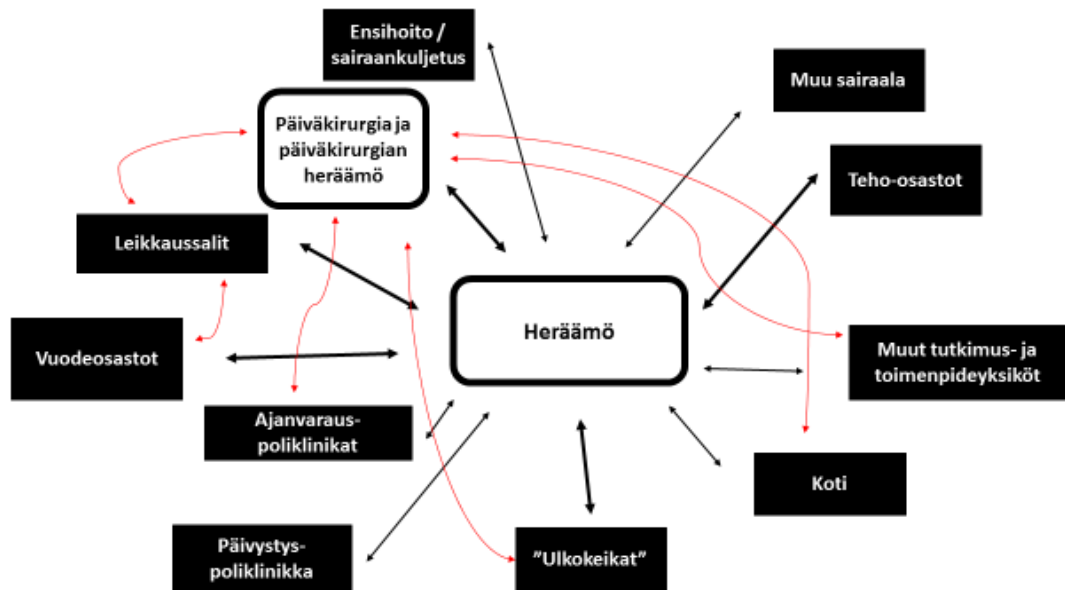 Ensihoito /
sairaankuljetus
Muu sairaala
Päiväkirurgia ja
päiväkirurgian
heräämö
Teho-osastot
Leikkaussalit
Heräämö
Vuodeosastot
Muut tutkimus- ja
toimenpideyksiköt
Ajanvaraus-
poliklinikat
Koti
Päivystys-
poliklinikka
”Ulkokeikat”